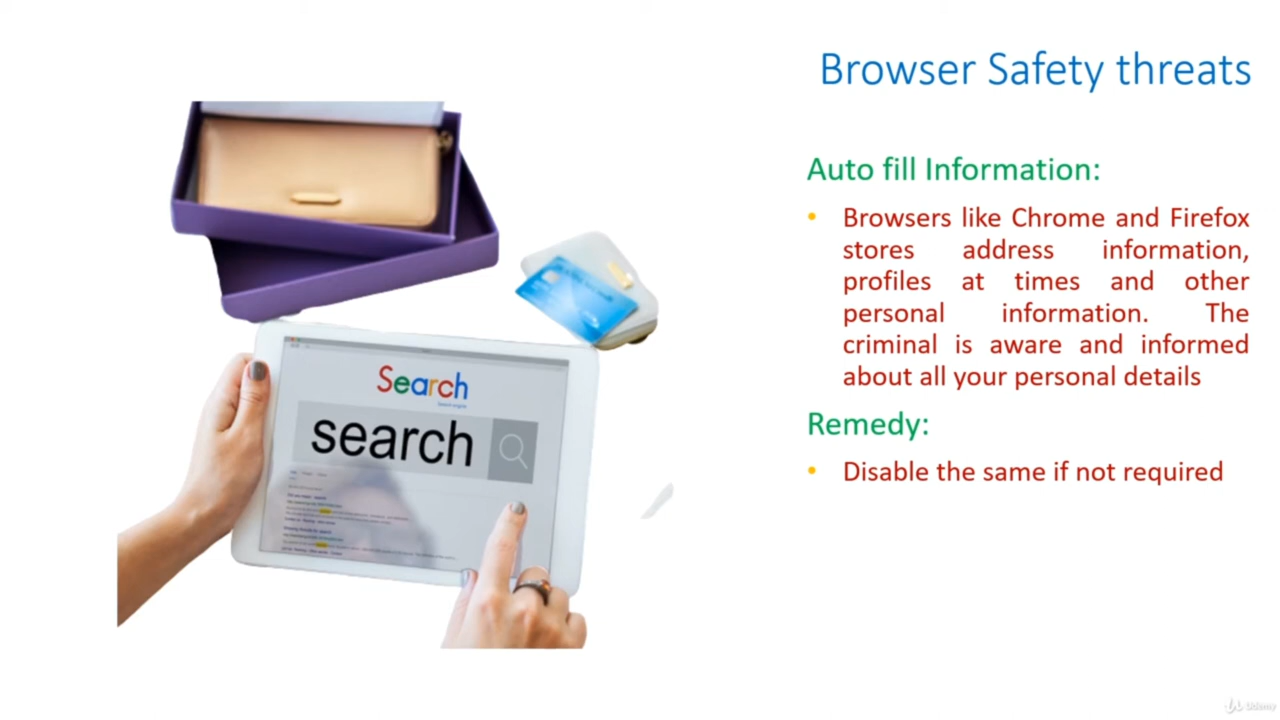 Browser Safety threats
Auto fill Information:
• Browsers like Chrome and Firefox
stores address information,
profiles at times and other
personal information. The
criminal is aware and informed
about all your personal details
Remedy:
• Disable the same if not required
Search
search
Udemy